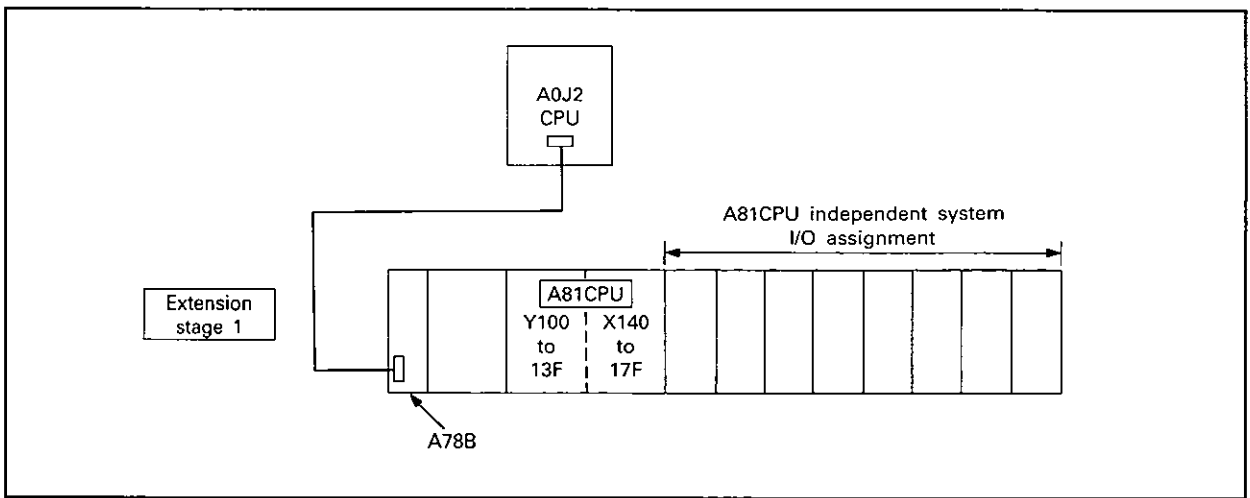 A0J2
CPU
A81CPU independent system
I/O assignment
Extension
stage 1
A81CPU
Y100
to
13F
X140
to
17F
A78B